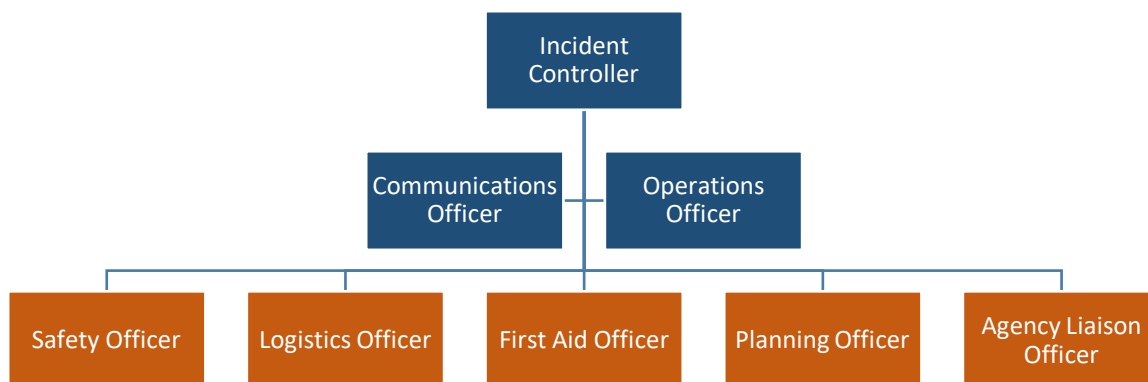 Incident
Controller
Communications
Officer
Operations
Officer
Safety Officer
Logistics Officer
First Aid Officer
Planning Officer
Agency Liaison
Officer